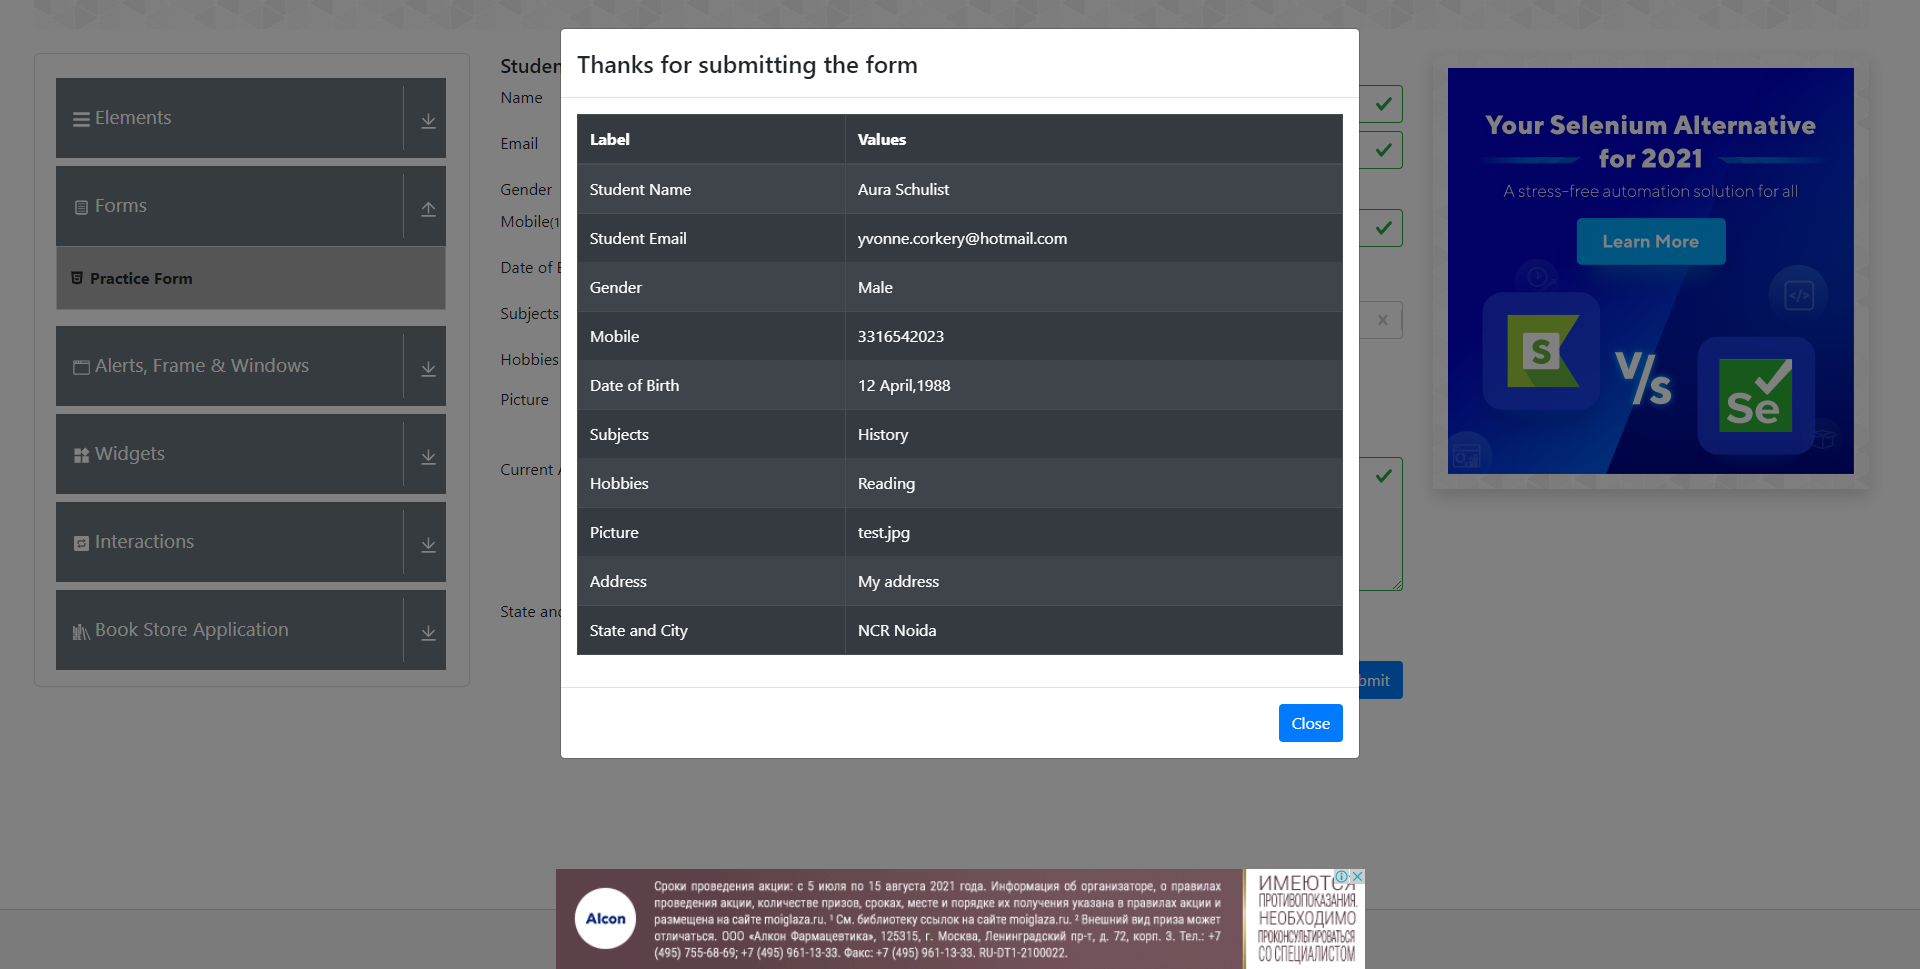 Elements
Forms
Practice Form
Alerts, Frame & Windows
Widgets
Interactions
Book Store Application
Studen
Name
Email
Gender
Mobile(1
Date of B
Subjects
Hobbies
Picture
Current A
State and
Thanks for submitting the form
Label Values
Student Name Aura Schulist
Student Email yvonne.corkery@hotmail.com
Gender Male
Mobile 3316542023
Date of Birth 12 April,1988
Subjects History
Hobbies Reading
Picture test.jpg
Address My address
State and City NCR Noida
Close
bmit
Your Selenium Alternative
for 2021
A stress-free automation solution for all
Learn More
S
V/s
Se
Alcon
Сроки проведения акции: с 5 июля по 15 августа 2021 года. Информация об организаторе, о правилах
проведения акции, количестве призов, сроках, месте и порядке их получения указана в правилах акции и
размещена на сайте moiglaza.ru. ¹ См. библиотеку ссылок на сайте moiglaza.ru. ² Внешний вид приза может
отличаться. ООО «Алкон Фармацевтика», 125315, г. Москва, Ленинградский пр-т, д. 72, корп. 3. Тел.: +7
(495) 755-68-69; +7 (495) 961-13-33. Факс: +7 (495) 961-13-33. RU-DT1-2100022.
ИМЕЮТСЯ
ПРОТИВОПОКАЗАНИЯ.
НЕОБХОДИМО
ПРОКОНСУЛЬТИРОВАТЬСЯ
СО СПЕЦИАЛИСТОМ